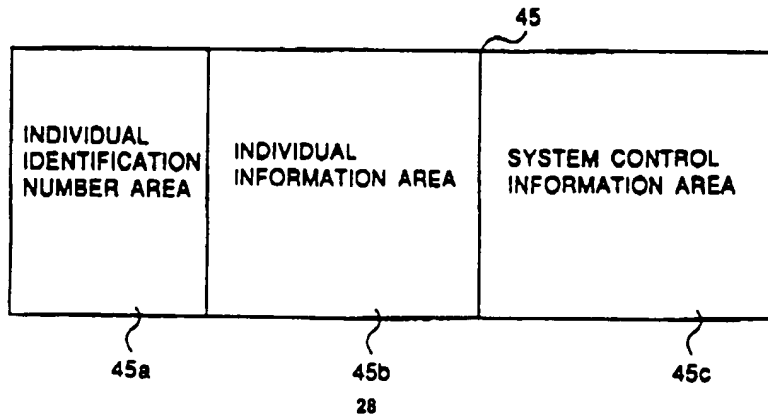 45
INDIVIDUAL
IDENTIFICATION
NUMBER AREA
INDIVIDUAL
INFORMATION AREA
SYSTEM CONTROL
INFORMATION AREA
45a
45b
45c
28